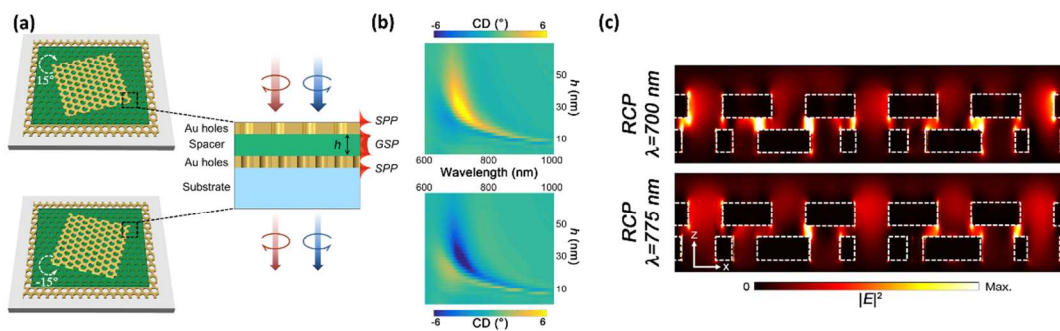 (a)
15°
-15°
Au holes
Spacer
Au holes
Substrate
h
SPP
GSP
SPP
(b)
CD (°)
-6 6
50
30
10
h (nm)
600 800 1000
Wavelength (nm)
600 800 1000
50
30
10
h (nm)
-6 6
CD (°)
(c)
RCP
λ=700 nm
RCP
λ=775 nm
z
x
0 Max.
|E|²